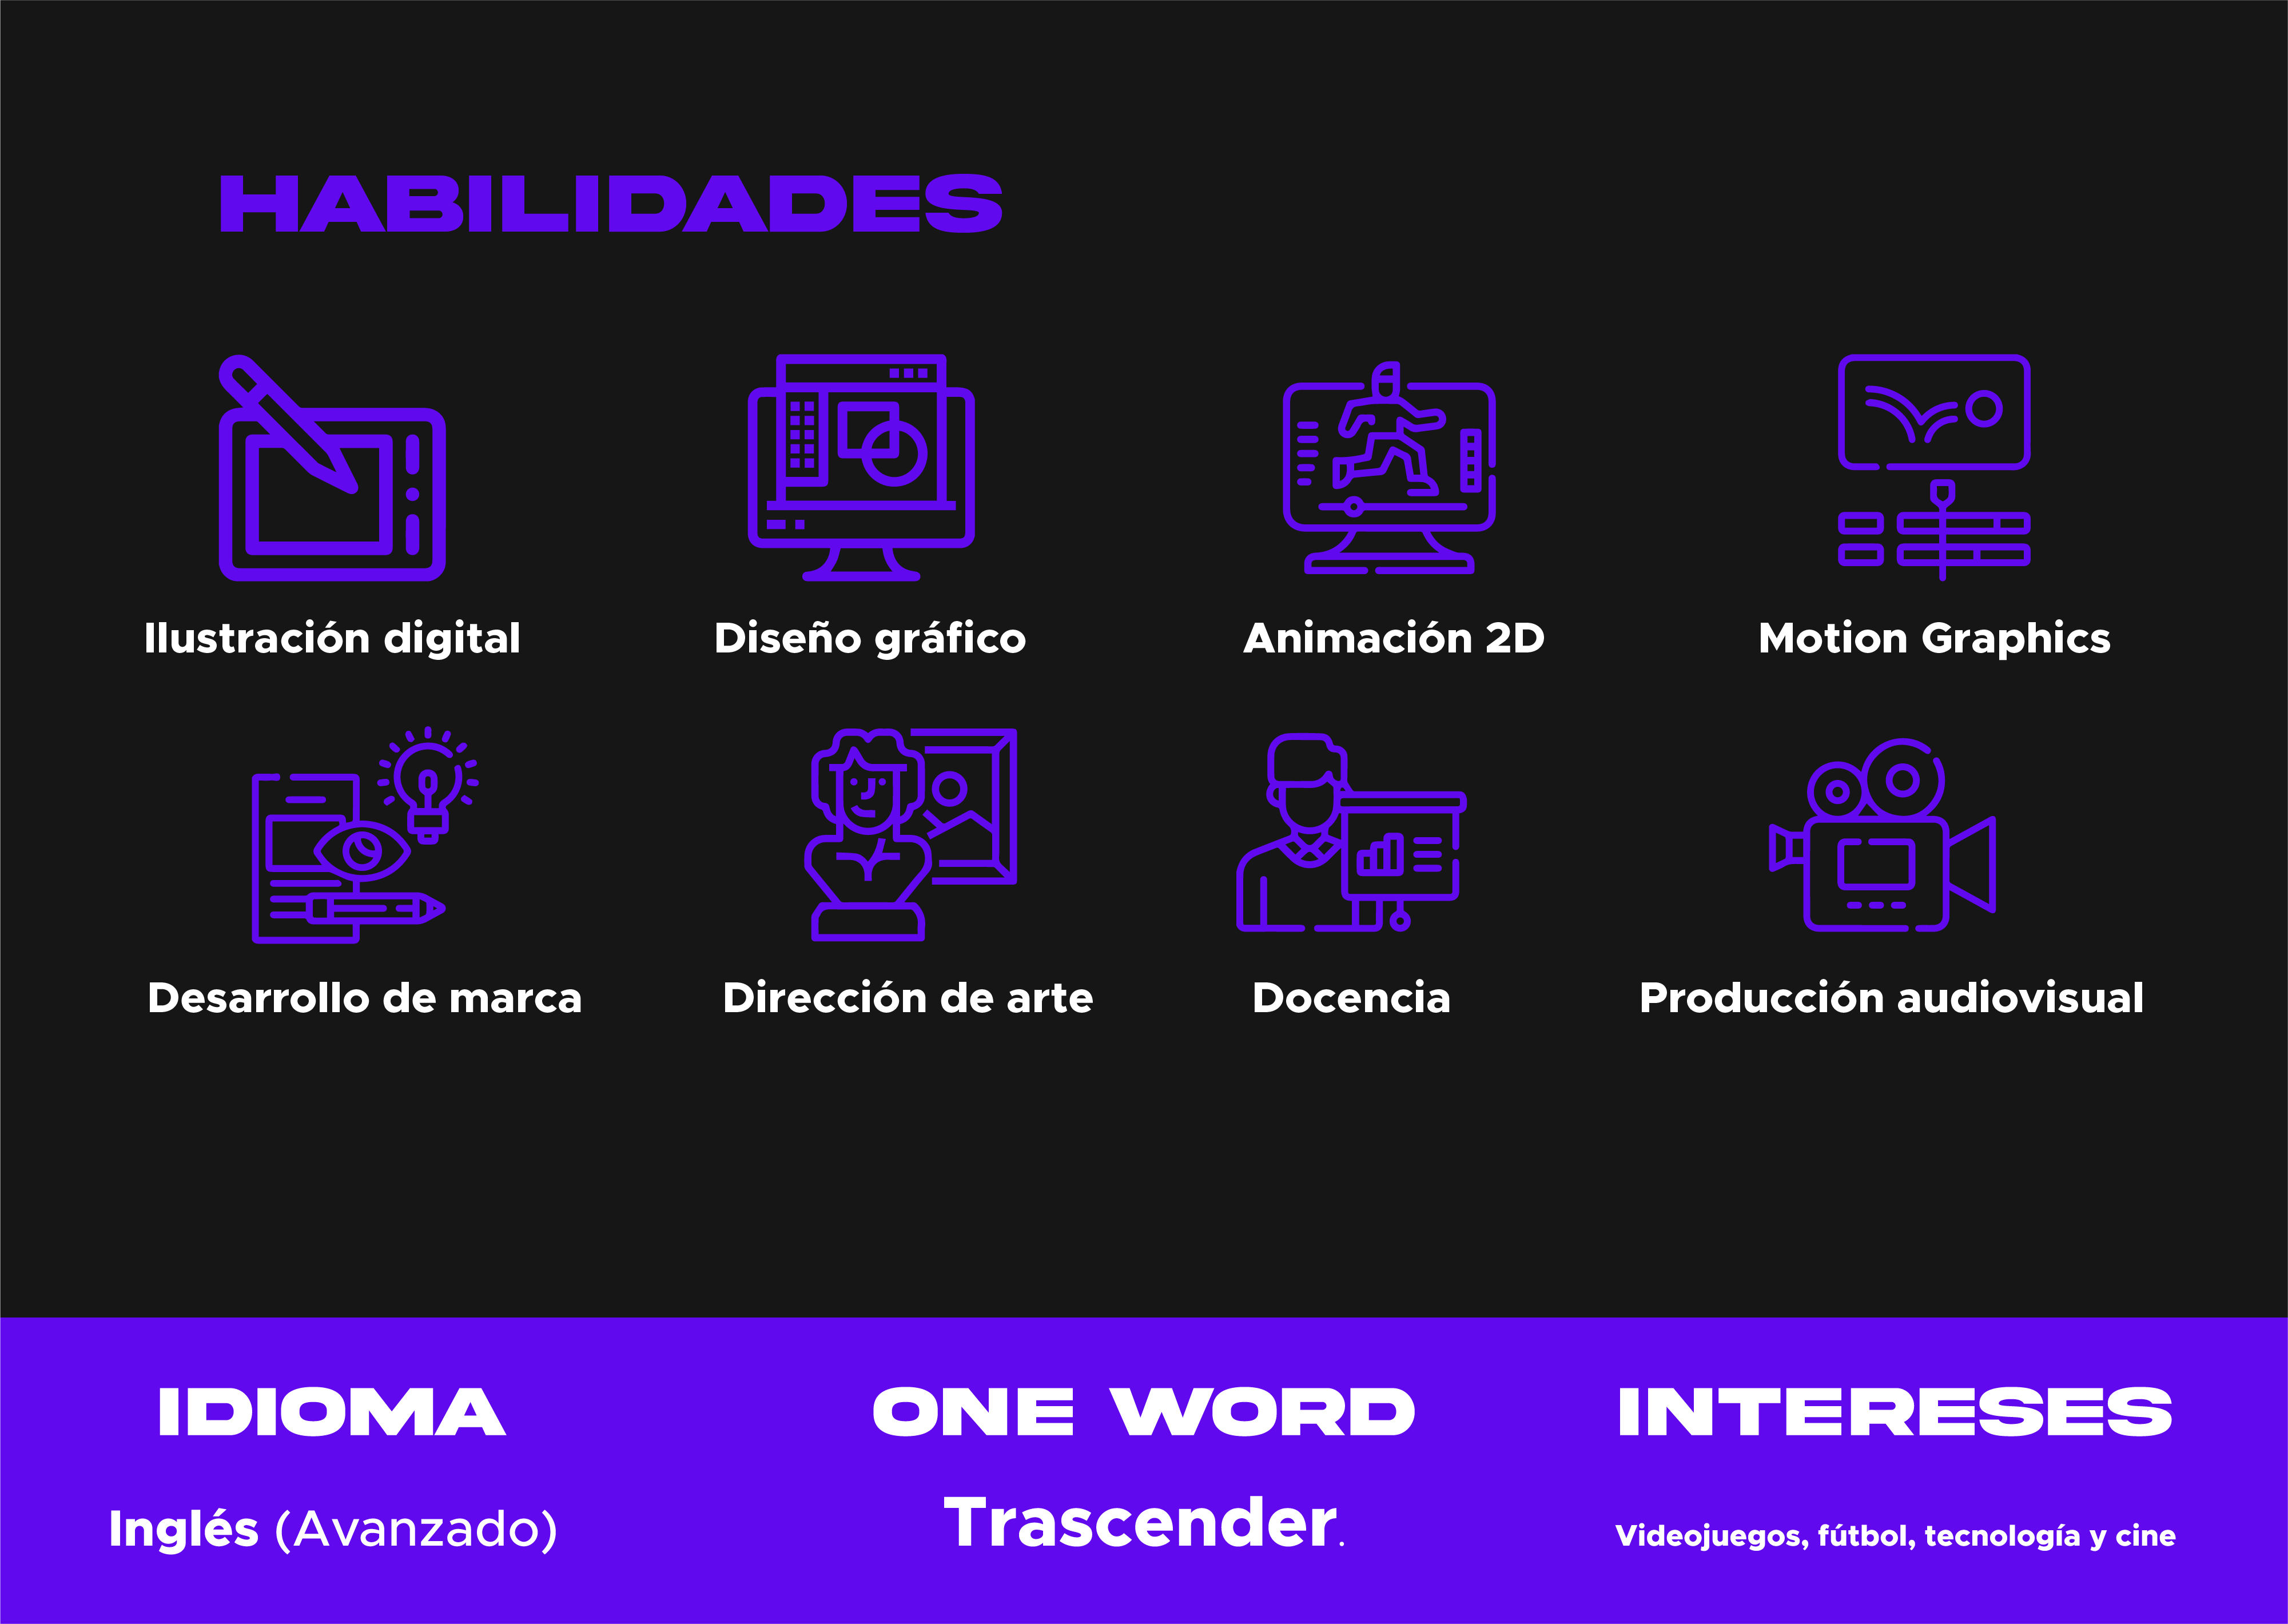 HABILIDADES
Ilustración digital
Diseño gráfico
Animación 2D
Motion Graphics
Desarrollo de marca
Dirección de arte
Docencia
Producción audiovisual
IDIOMA
Inglés (Avanzado)
ONE WORD
Trascender.
INTERESES
Videojuegos, fútbol, tecnología y cine